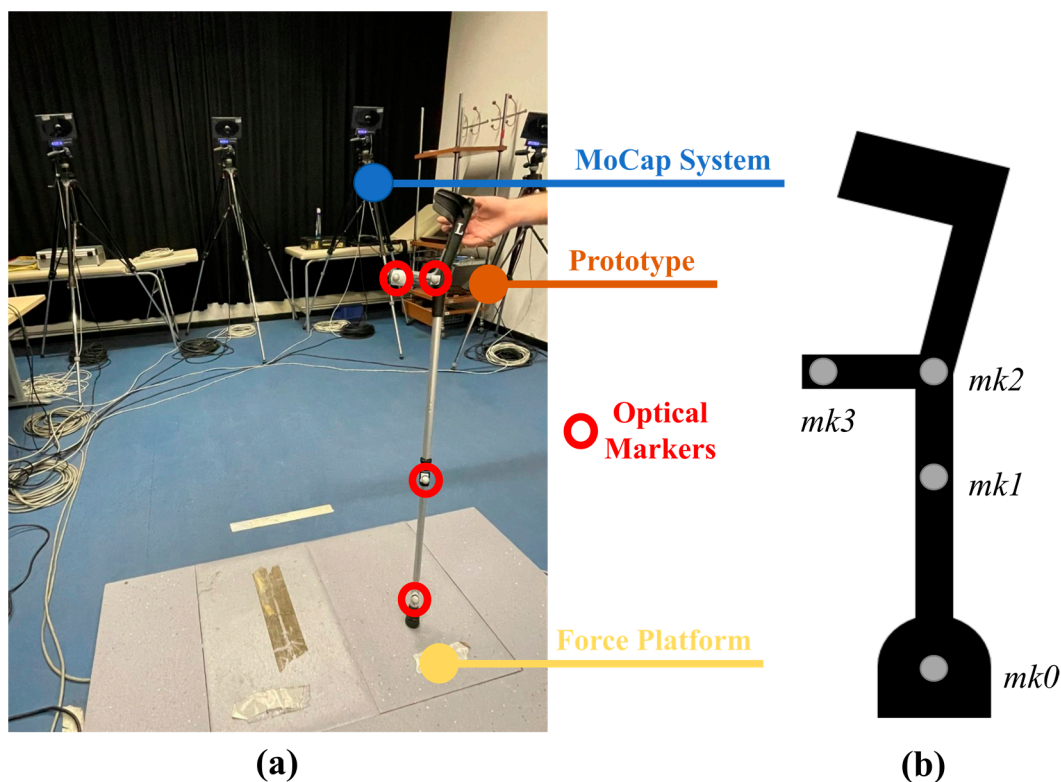 MoCap System
L
Prototype
Optical
Markers
Force Platform
mk2
mk3
mk1
mk0
(a)
(b)